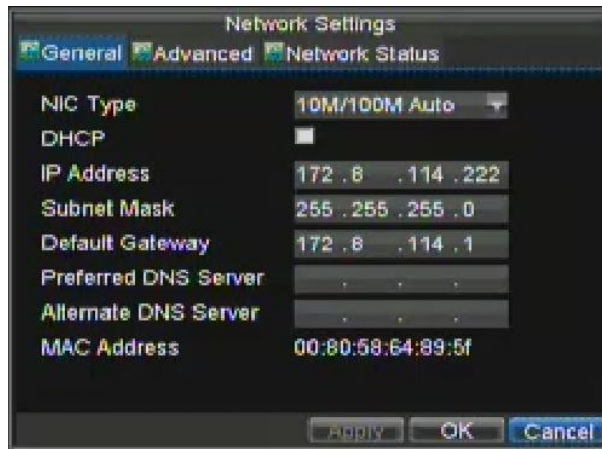 Network Settings
General Advanced Network Status
NIC Type 10M/100M Auto
DHCP
IP Address 172 .8 .114 .222
Subnet Mask 255 .255 .255 .0
Default Gateway 172 .8 .114 .1
Preferred DNS Server . . .
Alternate DNS Server . . .
MAC Address 00:80:58:64:89:5f
Apply OK Cancel